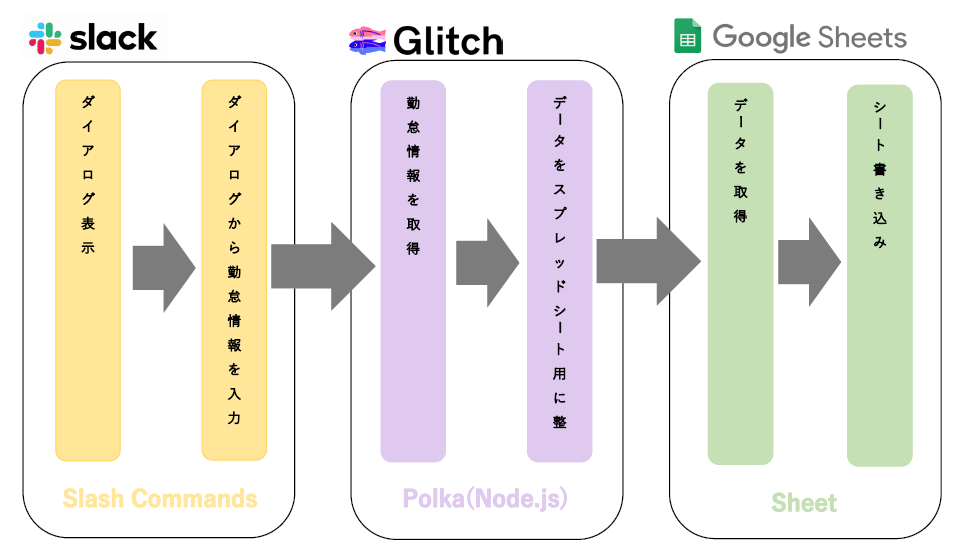 slack
Glitch
Google Sheets
ダイアログ表示
ダイアログから勤怠情報を入力
勤怠情報を取得
データをスプレッドシート用に整
データを取得
シート書き込み
Slash Commands
Polka(Node.js)
Sheet